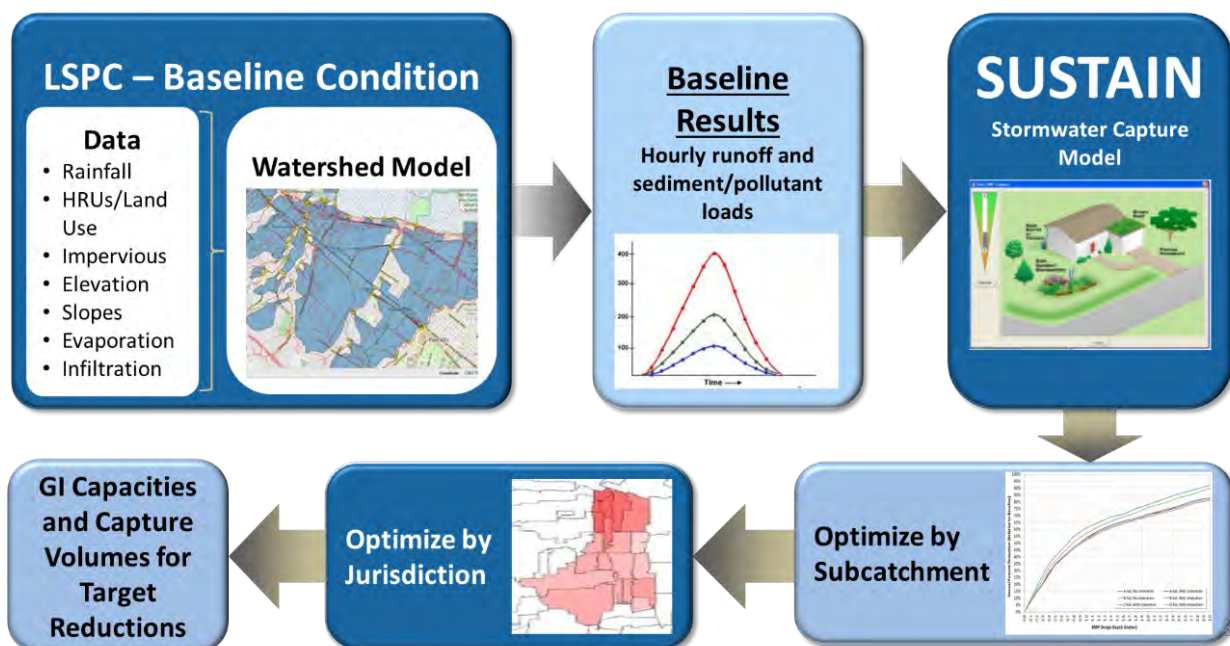 LSPC – Baseline Condition
Data
• Rainfall
• HRUs/Land
Use
• Impervious
• Elevation
• Slopes
• Evaporation
• Infiltration
Watershed Model
Baseline
Results
Hourly runoff and
sediment/pollutant
loads
400
300
200
100
Time
SUSTAIN
Stormwater Capture
Model
Optimize by
Subcatchment
Optimize by
Jurisdiction
GI Capacities
and Capture
Volumes for
Target
Reductions